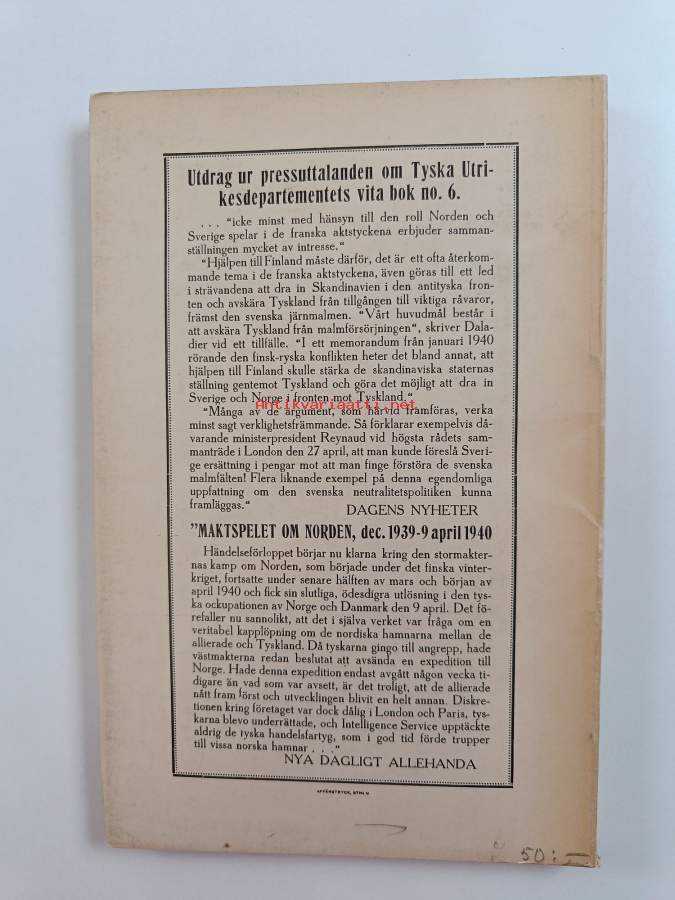 Utdrag ur pressuttalanden om Tyska Utri-
kesdepartementets vita bok no. 6.
. . . “icke minst med hänsyn till den roll Norden och
Sverige spelar i de franska aktstyckena erbjuder samman-
ställningen mycket av intresse.“
“Hjälpen till Finland måste därför, det är ett ofta återkom-
mande tema i de franska aktstyckena, även göras till ett led
i strävandena att dra in Skandinavien i den antityska fron-
ten och avskära Tyskland från tillgången till viktiga råvaror,
främst den svenska järnmalmen. “Vårt huvudmål består i
att avskära Tyskland från malmförsörjningen“, skriver Dala-
dier vid ett tillfälle. “I ett memorandum från januari 1940
rörande den finsk-ryska konflikten heter det bland annat, att
hjälpen till Finland skulle stärka de skandinaviska staternas
ställning gentemot Tyskland och göra det möjligt att dra in
Sverige och Norge i fronten mot Tyskland.“
Antikvariaatti.net
“Många av de argument, som härvid framföras, verka
minst sagt verklighetsfrämmande. Så förklarar exempelvis då-
varande ministerpresident Reynaud vid högsta rådets sam-
manträde i London den 27 april, att man kunde föreslå Sveri-
ge ersättning i pengar mot att man finge förstöra de svenska
malmfälten! Flera liknande exempel på denna egendomliga
uppfattning om den svenska neutralitetspolitiken kunna
framläggas.“
DAGENS NYHETER
”MAKTSPELET OM NORDEN, dec. 1939-9 april 1940
Händelseförloppet börjar nu klarna kring den stormakter-
nas kamp om Norden, som började under det finska vinter-
kriget, fortsatte under senare hälften av mars och början av
april 1940 och fick sin slutliga, ödesdigra utlösning i den tys-
ka ockupationen av Norge och Danmark den 9 april. Det fö-
refaller nu sannolikt, att det i själva verket var fråga om en
veritabel kapplöpning om de nordiska hamnarna mellan de
allierade och Tyskland. Då tyskarna gingo till angrepp, hade
västmakterna redan beslutat att avsända en expedition till
Norge. Hade denna expedition endast avgått någon vecka ti-
digare än vad som var avsett, är det troligt, att de allierade
nått fram först och utvecklingen blivit en helt annan. Diskre-
tionen kring företaget var dock dålig i London och Paris, tys-
karna blevo underrättade, och Intelligence Service upptäckte
aldrig de tyska handelsfartyg, som i god tid förde trupper
till vissa norska hamnar . . .“
NYA DAGLIGT ALLEHANDA
AFFÄRSTRYCK, STHLM
50:-